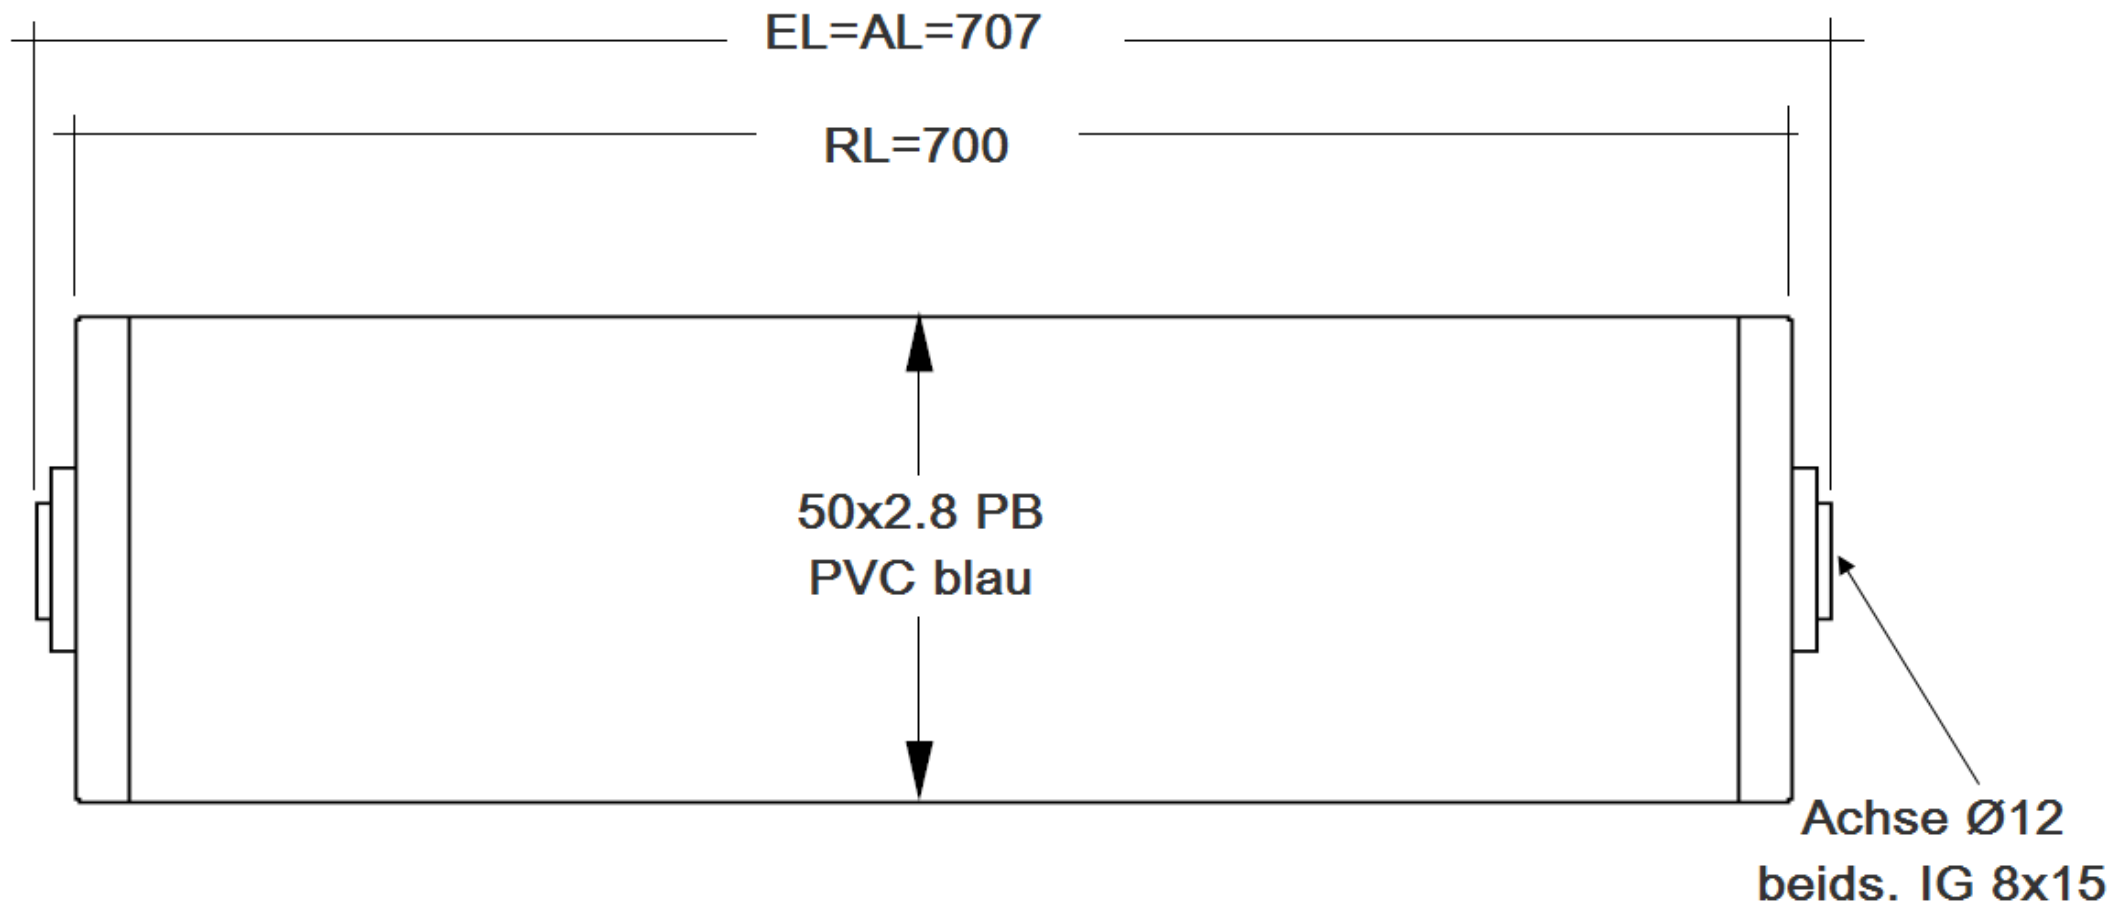 EL=AL=707
RL=700
50x2.8 PB
PVC blau
Achse Ø12
beids. IG 8x15